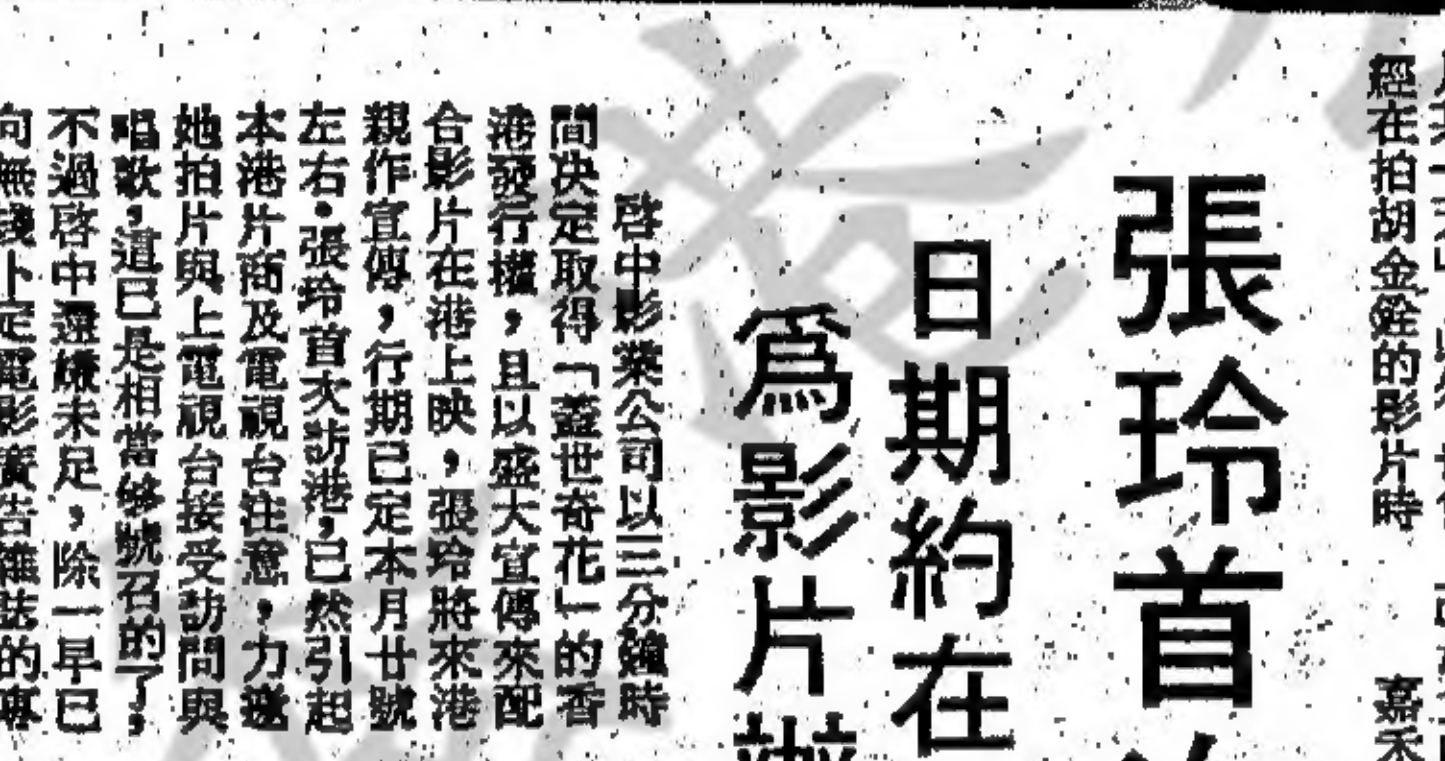 經在拍胡金銓的影片時
嘉禾
張玲首
日期約在
爲影片辦
啓中影業公司以三分鐘時
間決定取得「蓋世奇花」的香
港發行權，且以盛大宣傳來配
合影片在港上映，張玲將來港
親作宣傳，行期已定本月廿號
左右。張玲首次訪港，已然引起
本港片商及電視台注意，力邀
她拍片與上電視台接受訪問與
唱歌，這已是相當够號召的了，
不過啓中還嫌未足，除一早已
向無綫卜定電影廣告雜誌的專